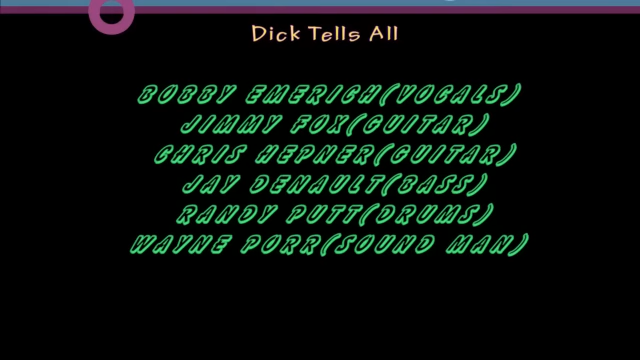 Dick Tells All
BOBBY EMERICH(VOCALS)
JIMMY FOX(GUITAR)
CHRIS HEPNER(GUITAR)
JAY DENAULT(BASS)
RANDY PUTT(DRUMS)
WAYNE PORR(SOUND MAN)